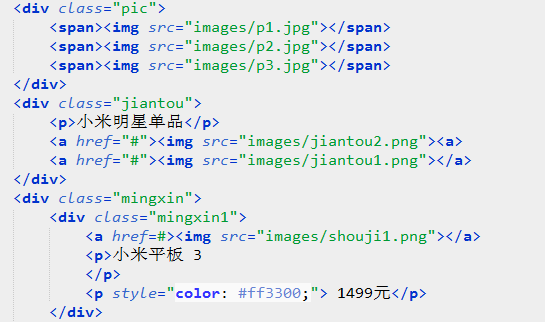 <div class="pic">
<span><img src="images/p1.jpg"></span>
<span><img src="images/p2.jpg"></span>
<span><img src="images/p3.jpg"></span>
</div>
<div class="jiantou">
<p>小米明星单品</p>
<a href="#"><img src="images/jiantou2.png"><a>
<a href="#"><img src="images/jiantou1.png"></a>
</div>
<div class="mingxin">
<div class="mingxin1">
<a href=#><img src="images/shouji1.png"></a>
<p>小米平板 3
</p>
<p style="color: #ff3300;"> 1499元</p>
</div>